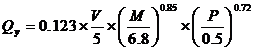 Q_y = 0.123 × V/5 × (M/6.8)^0.85 × (P/0.5)^0.72